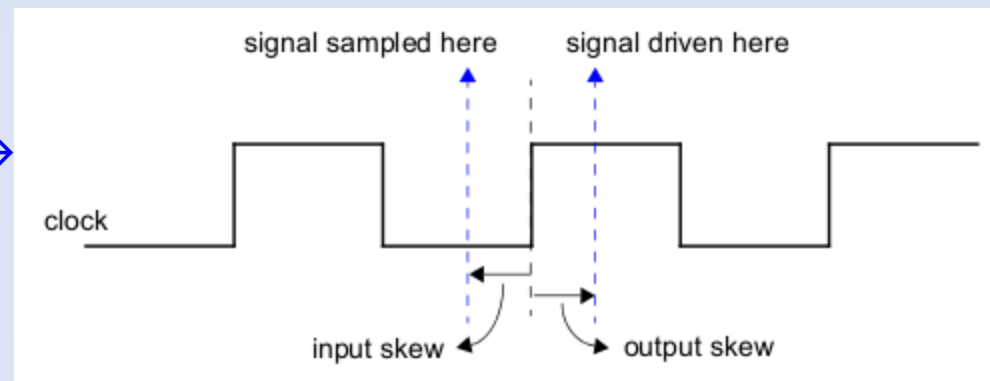 signal sampled here
signal driven here
clock
input skew
output skew